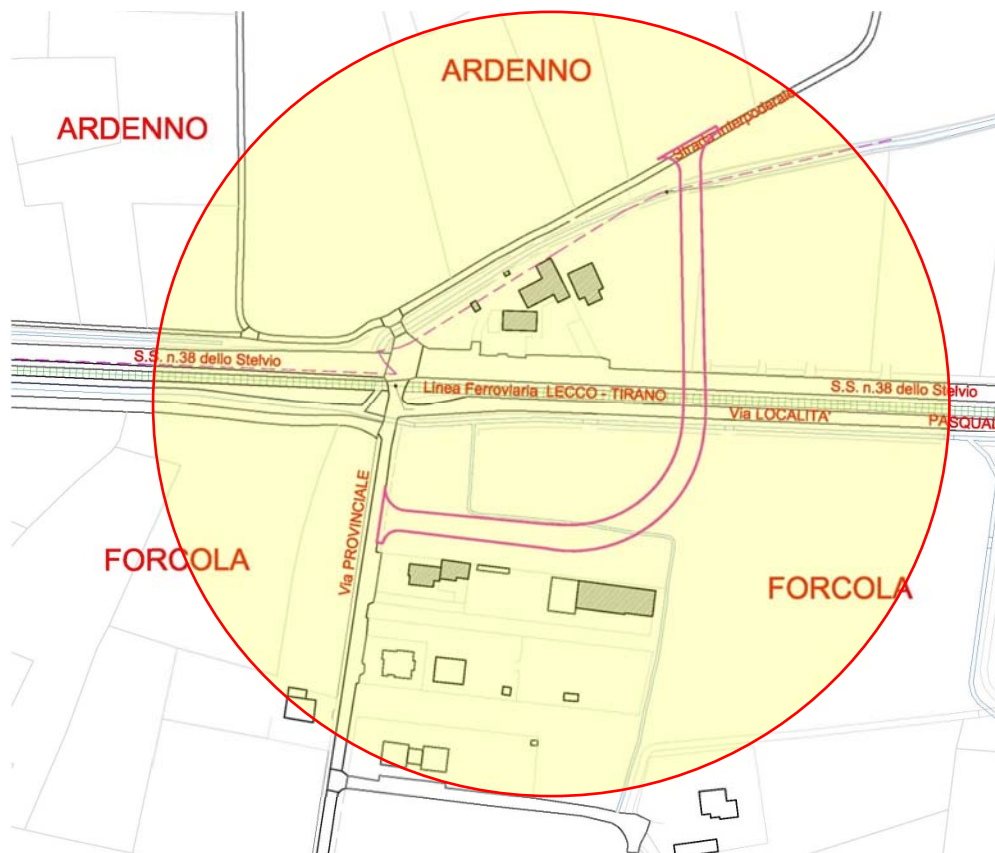 ARDENNO
ARDENNO
Strada Interpoderale
S.S. n.38 dello Stelvio
Linea Ferroviaria LECCO - TIRANO
S.S. n.38 dello Stelvio
Via LOCALITA'
PASQUAL
Via PROVINCIALE
FORCOLA
FORCOLA